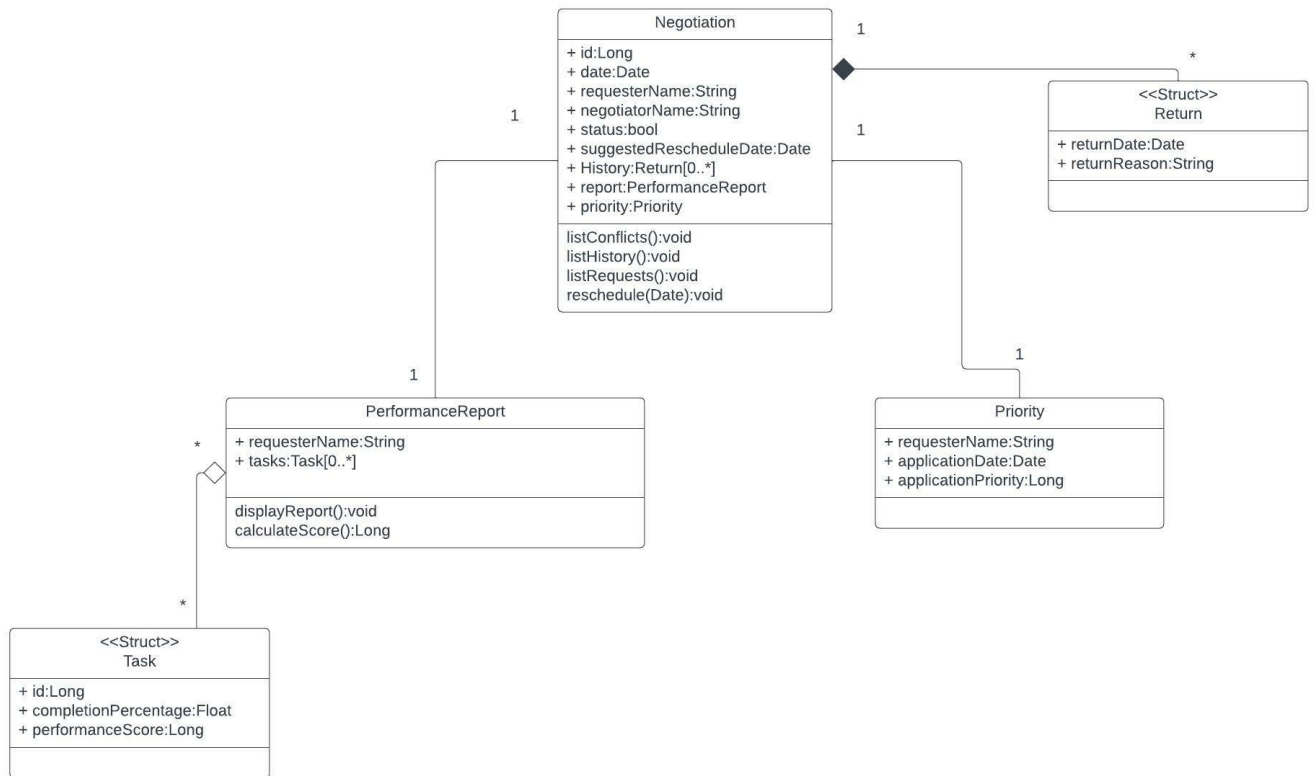 Negotiation
+ id:Long
+ date:Date
+ requesterName:String
+ negotiatorName:String
+ status:bool
+ suggestedRescheduleDate:Date
+ History:Return[0..*]
+ report:PerformanceReport
+ priority:Priority
listConflicts():void
listHistory():void
listRequests():void
reschedule(Date):void
1
*
<<Struct>>
Return
+ returnDate:Date
+ returnReason:String
1
1
1
1
PerformanceReport
+ requesterName:String
+ tasks:Task[0..*]
displayReport():void
calculateScore():Long
Priority
+ requesterName:String
+ applicationDate:Date
+ applicationPriority:Long
*
*
<<Struct>>
Task
+ id:Long
+ completionPercentage:Float
+ performanceScore:Long